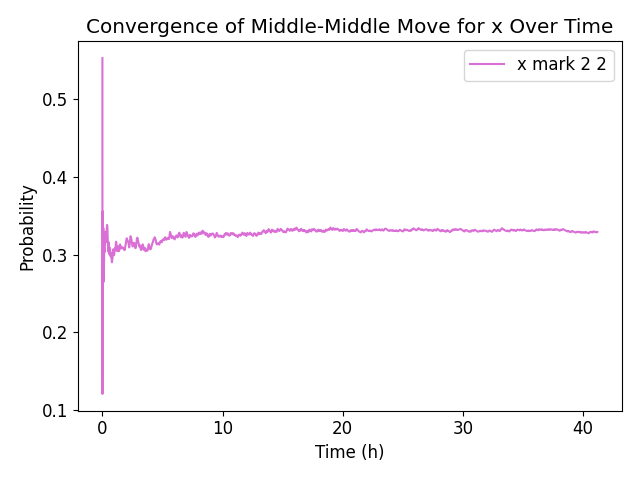 Convergence of Middle-Middle Move for x Over Time
x mark 2 2
Probability
0.5
0.4
0.3
0.2
0.1
0 10 20 30 40
Time (h)